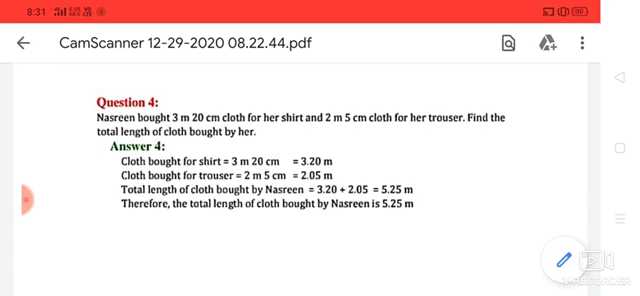 8:31
CamScanner 12-29-2020 08.22.44.pdf
Question 4:
Nasreen bought 3 m 20 cm cloth for her shirt and 2 m 5 cm cloth for her trouser. Find the
total length of cloth bought by her.
Answer 4:
Cloth bought for shirt = 3 m 20 cm = 3.20 m
Cloth bought for trouser = 2 m 5 cm = 2.05 m
Total length of cloth bought by Nasreen = 3.20 + 2.05 = 5.25 m
Therefore, the total length of cloth bought by Nasreen is 5.25 m
V.RECORDER